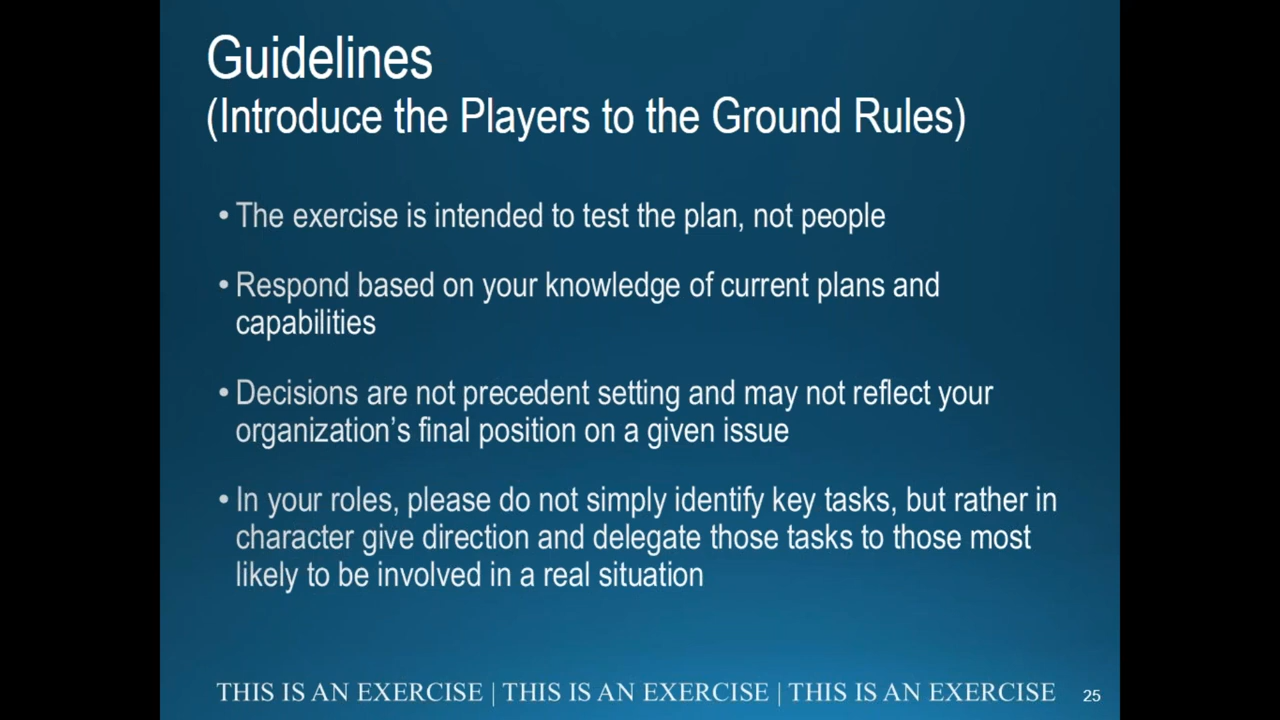 Guidelines
(Introduce the Players to the Ground Rules)
• The exercise is intended to test the plan, not people
• Respond based on your knowledge of current plans and
capabilities
• Decisions are not precedent setting and may not reflect your
organization’s final position on a given issue
• In your roles, please do not simply identify key tasks, but rather in
character give direction and delegate those tasks to those most
likely to be involved in a real situation
THIS IS AN EXERCISE | THIS IS AN EXERCISE | THIS IS AN EXERCISE 25